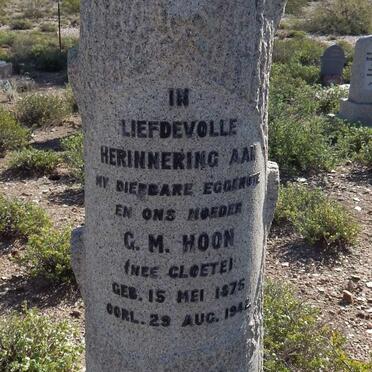 IN
LIEFDEVOLLE
HERINNERING AAN
MY DIERBARE EGGENOTE
EN ONS MOEDER
G. M. HOON
(NEE CLOETE)
GEB. 15 MEI 1875
OORL. 29 AUG. 1942